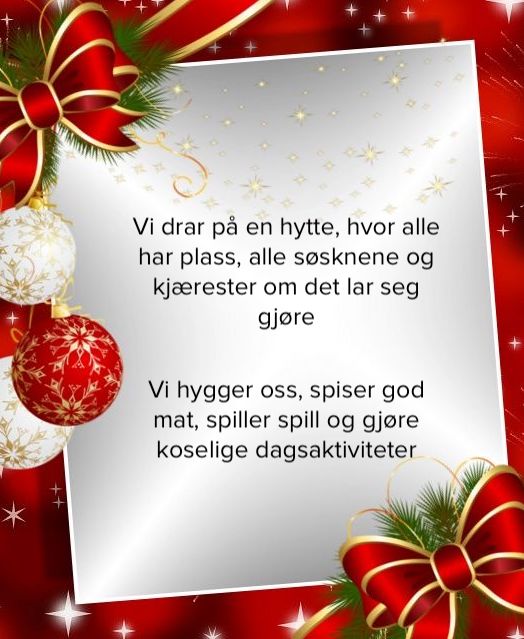 Vi drar på en hytte, hvor alle
har plass, alle søsknene og
kjærester om det lar seg
gjøre
Vi hygger oss, spiser god
mat, spiller spill og gjøre
koselige dagsaktiviteter